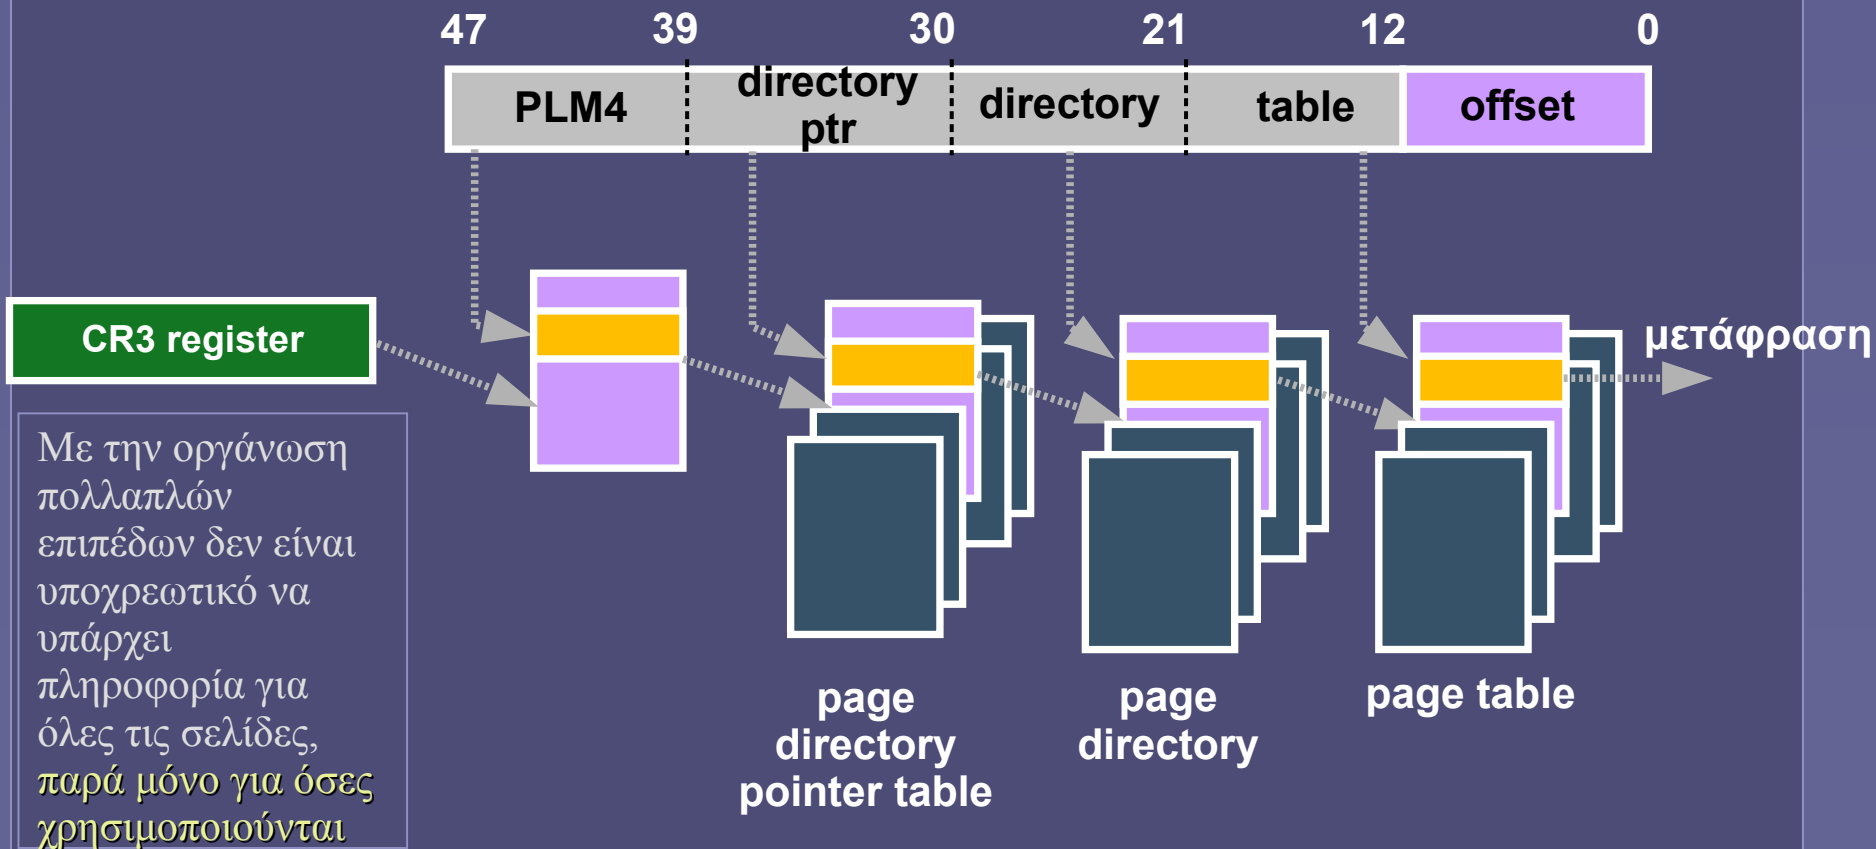 47 39 30 21 12 0
PLM4
directory
ptr
directory
table
offset
CR3 register
μετάφραση
Με την οργάνωση
πολλαπλών
επιπέδων δεν είναι
υποχρεωτικό να
υπάρχει
πληροφορία για
όλες τις σελίδες,
παρά μόνο για όσες
χρησιμοποιούνται
page
directory
pointer table
page
directory
page table